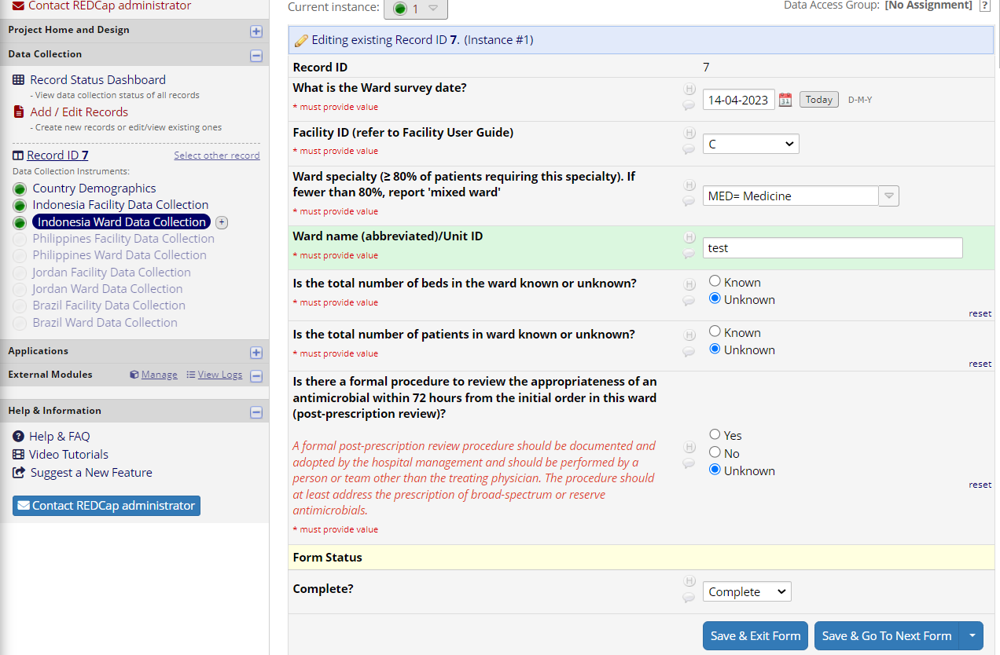 Contact REDCap administrator
Project Home and Design
Data Collection
Record Status Dashboard
- View data collection status of all records
Add / Edit Records
- Create new records or edit/view existing ones
Record ID 7
Select other record
Data Collection Instruments:
Country Demographics
Indonesia Facility Data Collection
Indonesia Ward Data Collection
+
Philippines Facility Data Collection
Philippines Ward Data Collection
Jordan Facility Data Collection
Jordan Ward Data Collection
Brazil Facility Data Collection
Brazil Ward Data Collection
Applications
External Modules
Manage
View Logs
Help & Information
Help & FAQ
Video Tutorials
Suggest a New Feature
Contact REDCap administrator
Current instance:
1
Data Access Group: [No Assignment] ?
Editing existing Record ID 7. (Instance #1)
Record ID
7
What is the Ward survey date?
* must provide value
H
14-04-2023
31
Today
D-M-Y
Facility ID (refer to Facility User Guide)
* must provide value
H
C
Ward specialty (≥ 80% of patients requiring this specialty). If
fewer than 80%, report 'mixed ward'
* must provide value
H
MED= Medicine
Ward name (abbreviated)/Unit ID
* must provide value
H
test
Is the total number of beds in the ward known or unknown?
* must provide value
H
Known
Unknown
reset
Is the total number of patients in ward known or unknown?
* must provide value
H
Known
Unknown
reset
Is there a formal procedure to review the appropriateness of an
antimicrobial within 72 hours from the initial order in this ward
(post-prescription review)?
A formal post-prescription review procedure should be documented and
adopted by the hospital management and should be performed by a
person or team other than the treating physician. The procedure should
at least address the prescription of broad-spectrum or reserve
antimicrobials.
* must provide value
H
Yes
No
Unknown
reset
Form Status
Complete?
H
Complete
Save & Exit Form
Save & Go To Next Form